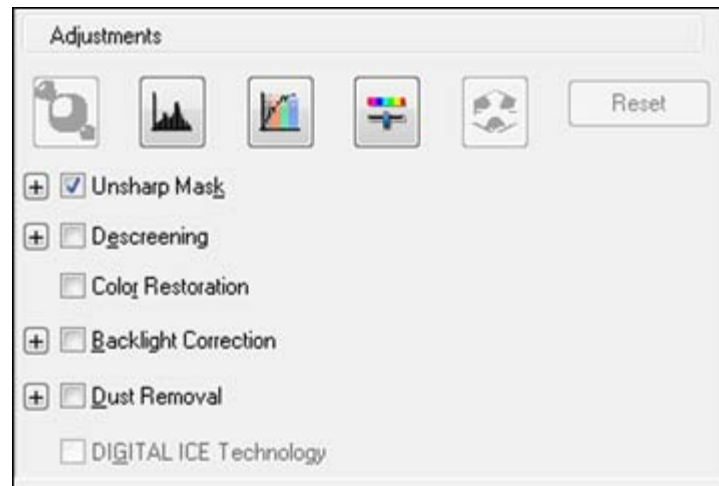 Adjustments
Reset
Unsharp Mask
Descreening
Color Restoration
Backlight Correction
Dust Removal
DIGITAL ICE Technology